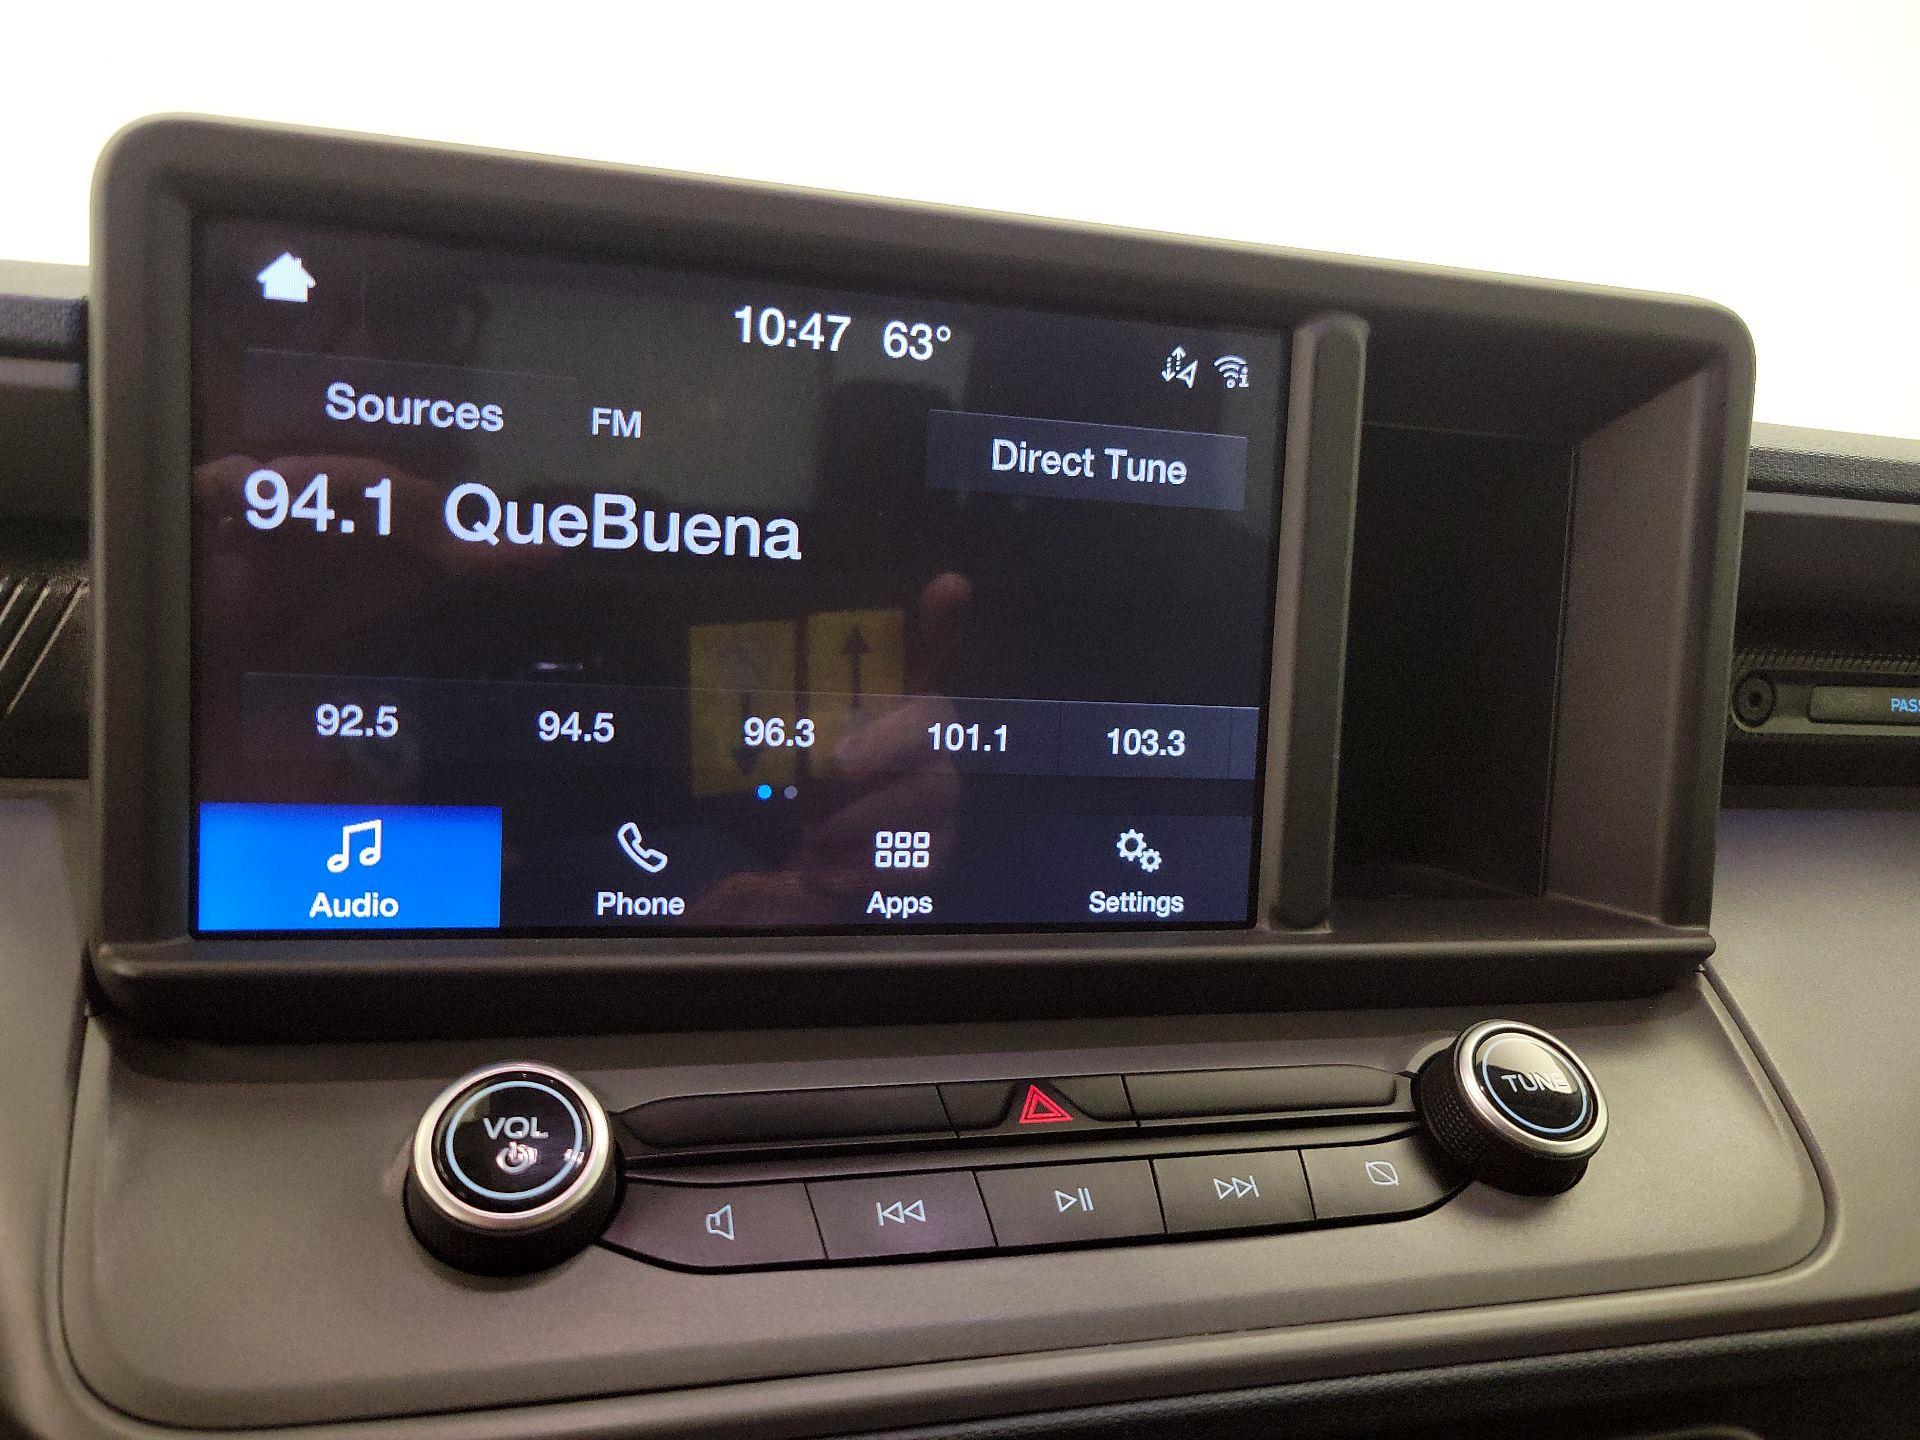 10:47 63°
Sources FM
Direct Tune
94.1 QueBuena
92.5 94.5 96.3 101.1 103.3
Audio Phone Apps Settings
PASS
VOL
TUNE